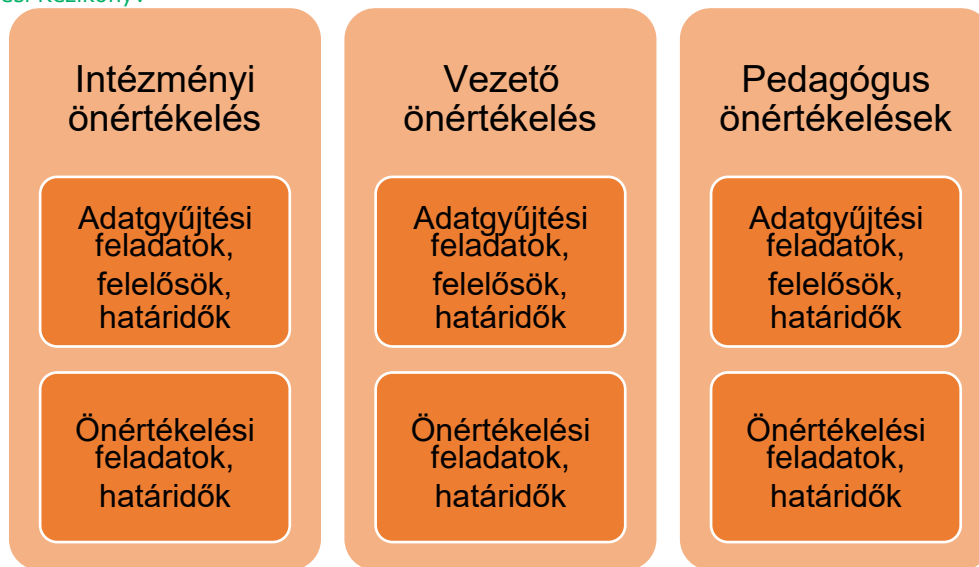 Intézményi
önértékelés
Adatgyűjtési
feladatok,
felelősök,
határidők
Önértékelési
feladatok,
határidők
Vezető
önértékelés
Adatgyűjtési
feladatok,
felelősök,
határidők
Önértékelési
feladatok,
határidők
Pedagógus
önértékelések
Adatgyűjtési
feladatok,
felelősök,
határidők
Önértékelési
feladatok,
határidők